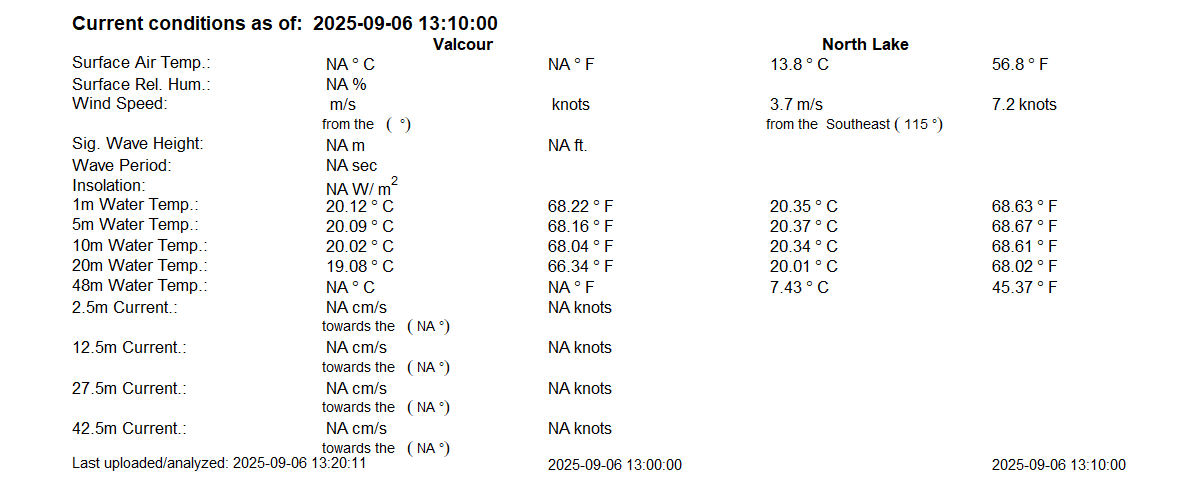 Current conditions as of: 2025-09-06 13:10:00
Valcour North Lake
Surface Air Temp.: NA ° C NA ° F 13.8 ° C 56.8 ° F
Surface Rel. Hum.: NA %
Wind Speed: m/s knots 3.7 m/s 7.2 knots
from the ( °) from the Southeast ( 115 °)
Sig. Wave Height: NA m NA ft.
Wave Period: NA sec
Insolation: NA W/ m²
1m Water Temp.: 20.12 ° C 68.22 ° F 20.35 ° C 68.63 ° F
5m Water Temp.: 20.09 ° C 68.16 ° F 20.37 ° C 68.67 ° F
10m Water Temp.: 20.02 ° C 68.04 ° F 20.34 ° C 68.61 ° F
20m Water Temp.: 19.08 ° C 66.34 ° F 20.01 ° C 68.02 ° F
48m Water Temp.: NA ° C NA ° F 7.43 ° C 45.37 ° F
2.5m Current.: NA cm/s NA knots
towards the ( NA °)
12.5m Current.: NA cm/s NA knots
towards the ( NA °)
27.5m Current.: NA cm/s NA knots
towards the ( NA °)
42.5m Current.: NA cm/s NA knots
towards the ( NA °)
Last uploaded/analyzed: 2025-09-06 13:20:11 2025-09-06 13:00:00 2025-09-06 13:10:00